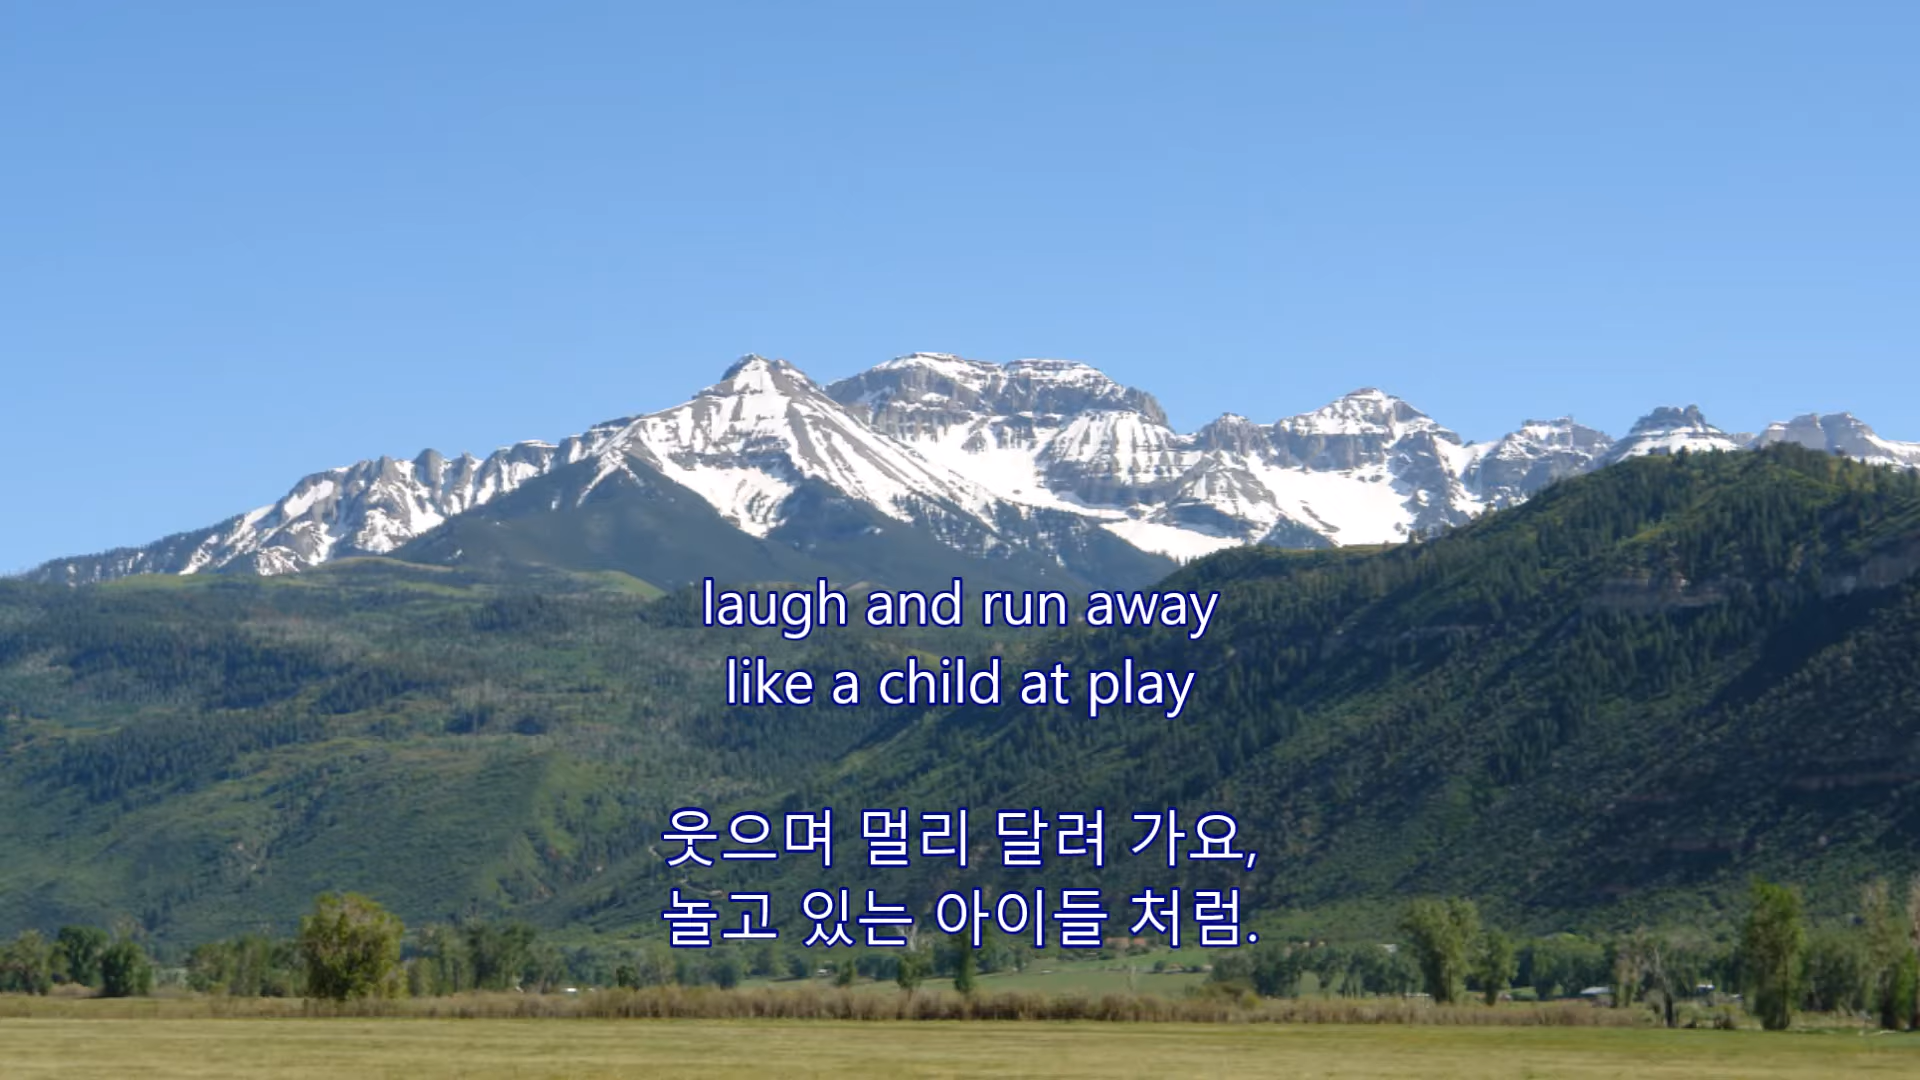 laugh and run away
like a child at play
웃으며 멀리 달려 가요,
놀고 있는 아이들 처럼.